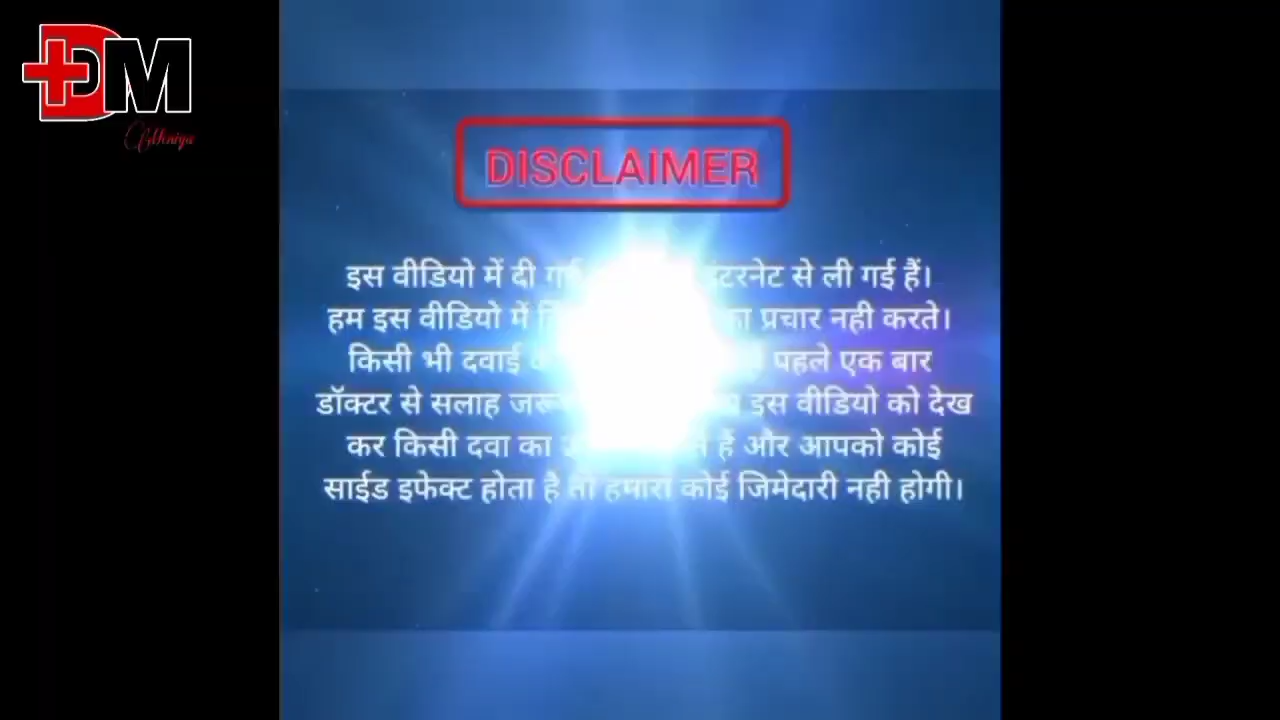 DM
Moniya
DISCLAIMER
इस वीडियो में दी इंटरनेट से ली गई हैं।
हम इस वीडियो में का प्रचार नही करते।
किसी भी दवाई पहले एक बार
डॉक्टर से सलाह इस वीडियो को देख
कर किसी दवा का हैं और आपको कोई
साईड इफेक्ट होता है तो हमारा कोई जिमेदारी नही होगी।